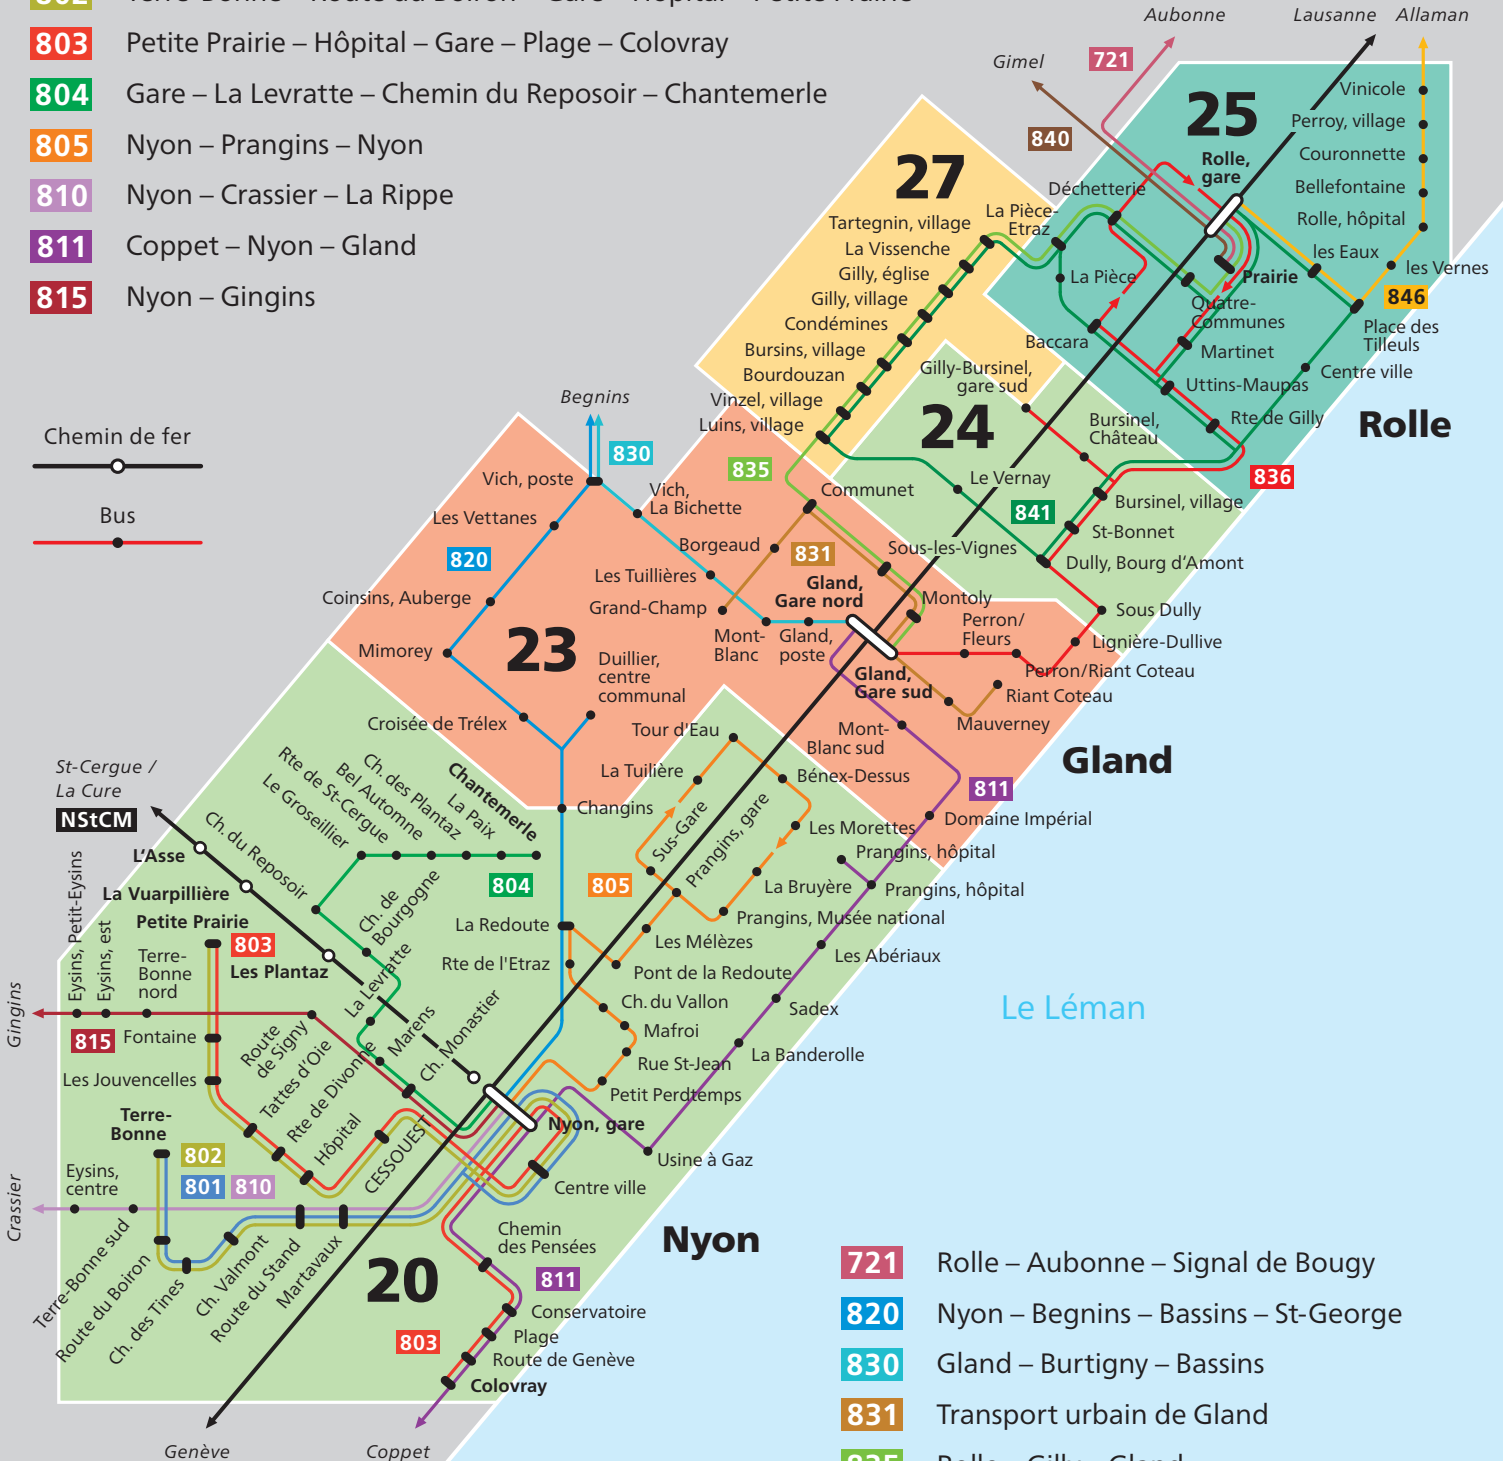 802 Terre-Bonne – Route du Boiron – Gare – Hôpital – Petite Prairie
803 Petite Prairie – Hôpital – Gare – Plage – Colovray
804 Gare – La Levratte – Chemin du Reposoir – Chantemerle
805 Nyon – Prangins – Nyon
810 Nyon – Crassier – La Rippe
811 Coppet – Nyon – Gland
815 Nyon – Gingins
Chemin de fer
Bus
Aubonne
Lausanne
Allaman
Gimel
721
840
25
Rolle,
gare
Vinicole
Perroy, village
Couronnette
Bellefontaine
Rolle, hôpital
les Eaux
les Vernes
846
Place des
Tilleuls
Centre ville
Déchetterie
La Pièce-
Etraz
La Pièce
Prairie
Quatre-
Communes
Martinet
Baccara
Uttins-Maupas
Rte de Gilly
Rolle
836
27
Tartegnin, village
La Vissenche
Gilly, église
Gilly, village
Condémines
Bursins, village
Bourdouzan
Vinzel, village
Luins, village
Gilly-Bursinel,
gare sud
24
Bursinel,
Château
Le Vernay
841
Bursinel, village
St-Bonnet
Dully, Bourg d'Amont
Sous Dully
Lignière-Dullive
Begnins
830
835
Vich, poste
Vich,
La Bichette
Communet
Les Vettanes
820
Borgeaud
831
Sous-les-Vignes
Les Tuillières
Gland,
Gare nord
Coinsins, Auberge
Grand-Champ
Montoly
Perron/
Fleurs
23
Mont-
Blanc
Gland,
poste
Mimorey
Duillier,
centre
communal
Gland,
Gare sud
Perron/Riant Coteau
Riant Coteau
Mauverney
Croisée de Trélex
Tour d'Eau
Mont-
Blanc sud
Gland
La Tuilière
Bénex-Dessus
811
Changins
Domaine Impérial
St-Cergue /
La Cure
NStCM
L'Asse
La Vuarpillière
Les Plantaz
Ch. du Reposoir
Le Groseillier
Rte de St-Cergue
Bel Automne
Ch. des Plantaz
La Paix
Chantemerle
804
Ch. de
Bourgogne
La Levratte
Marens
Ch. Monastier
805
Sus-Gare
Prangins, gare
Les Morettes
Prangins, hôpital
Prangins, hôpital
La Bruyère
Prangins, Musée national
La Redoute
Les Mélèzes
Les Abériaux
Rte de l'Etraz
Pont de la Redoute
Ch. du Vallon
Sadex
Mafroi
La Banderolle
Rue St-Jean
Petit Perdtemps
Usine à Gaz
Le Léman
Petite Prairie
803
Eysins, Petit-Eysins
Eysins, est
Terre-
Bonne
nord
Gingins
815
Fontaine
Les Jouvencelles
Route
de Signy
Tattes d'Oie
Rte de Divonne
Hôpital
CESSOUEST
Nyon, gare
Centre ville
Terre-
Bonne
802
801
810
Eysins,
centre
Crassier
Terre-Bonne sud
Route du Boiron
Ch. des Tines
Ch. Valmont
Route du Stand
Martavaux
20
Nyon
Chemin
des Pensées
811
Conservatoire
Plage
803
Route de Genève
Colovray
Genève
Coppet
721 Rolle – Aubonne – Signal de Bougy
820 Nyon – Begnins – Bassins – St-George
830 Gland – Burtigny – Bassins
831 Transport urbain de Gland
835 Rolle – Gilly – Gland